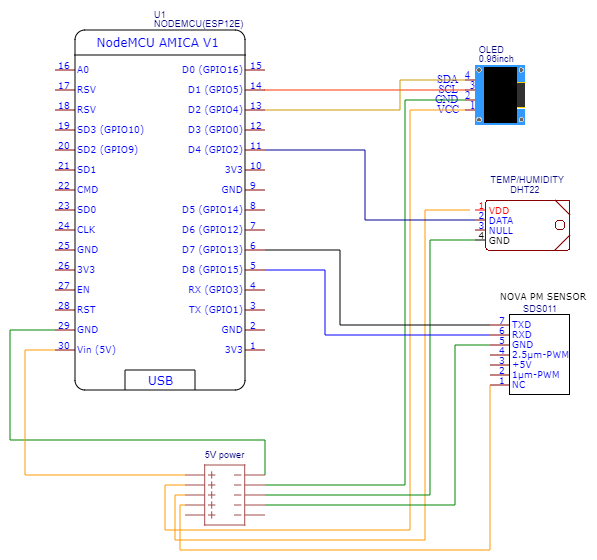 U1
NODEMCU(ESP12E)
NodeMCU AMICA V1
16 A0 D0 (GPIO16) 15
17 RSV D1 (GPIO5) 14
18 RSV D2 (GPIO4) 13
19 SD3 (GPIO10) D3 (GPIO0) 12
20 SD2 (GPIO9) D4 (GPIO2) 11
21 SD1 3V3 10
22 CMD GND 9
23 SD0 D5 (GPIO14) 8
24 CLK D6 (GPIO12) 7
25 GND D7 (GPIO13) 6
26 3V3 D8 (GPIO15) 5
27 EN RX (GPIO3) 4
28 RST TX (GPIO1) 3
29 GND GND 2
30 Vin (5V) 3V3 1
USB
OLED
0.96inch
SDA 4
SCL 3
GND 2
VCC 1
TEMP/HUMIDITY
DHT22
1 VDD
2 DATA
3 NULL
4 GND
NOVA PM SENSOR
SDS011
7 TXD
6 RXD
5 GND
4 2.5µm-PWM
3 +5V
2 1µm-PWM
1 NC
5V power
+ -
+ -
+ -
+ -
+ -